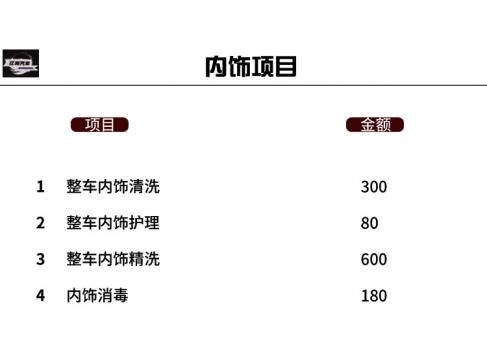 内饰项目
项目 金额
1 整车内饰清洗 300
2 整车内饰护理 80
3 整车内饰精洗 600
4 内饰消毒 180